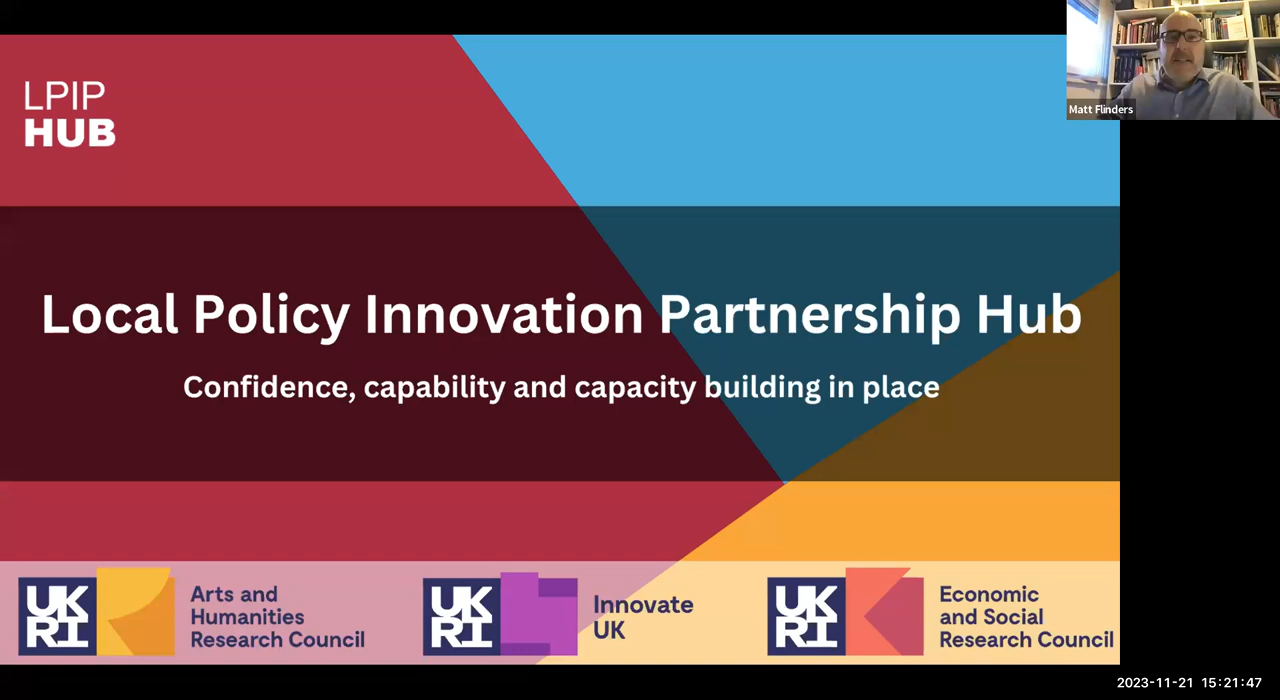 LPIP
HUB
Matt Flinders
Local Policy Innovation Partnership Hub
Confidence, capability and capacity building in place
UK
RI
Arts and
Humanities
Research Council
UK
RI
Innovate
UK
UK
RI
Economic
and Social
Research Council
2023-11-21 15:21:47